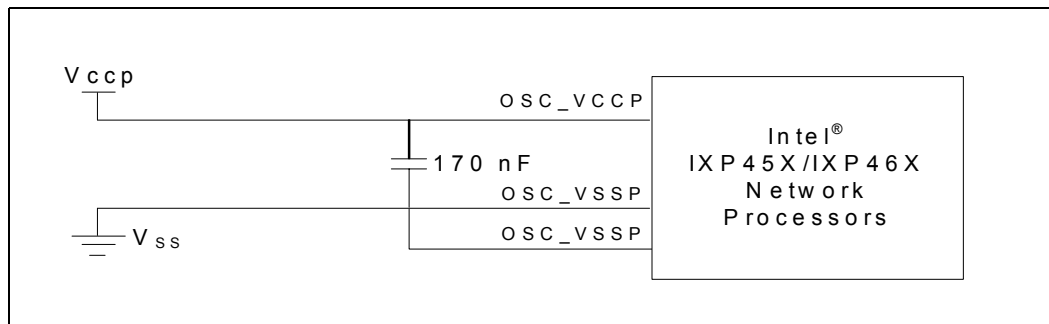 Vccp
OSC_VCCP
170 nF
OSC_VSSP
VSS
OSC_VSSP
Intel®
IXP45X/IXP46X
Network
Processors